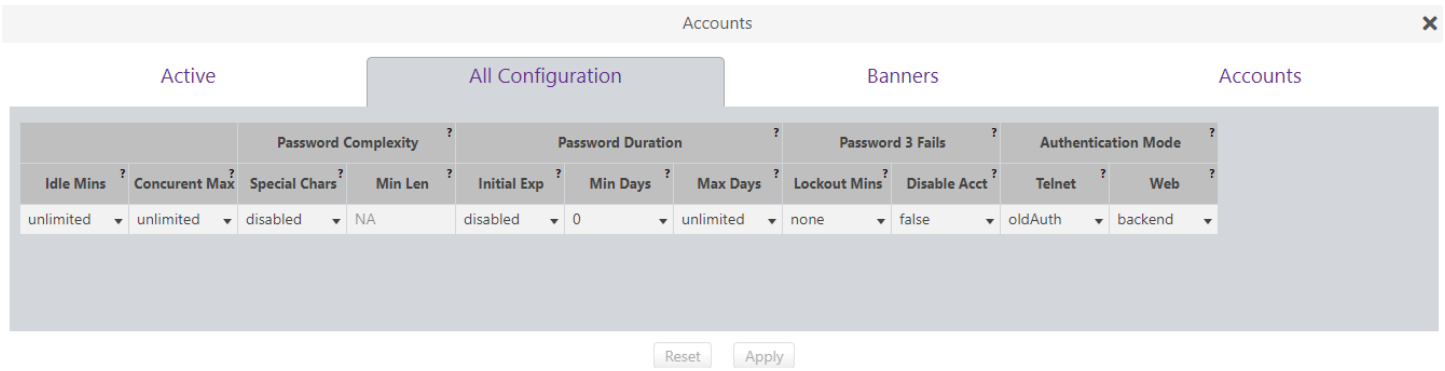 Accounts ✖
Active All Configuration Banners Accounts
Password Complexity ? Password Duration ? Password 3 Fails ? Authentication Mode ?
Idle Mins ? Concurent Max ? Special Chars ? Min Len ? Initial Exp ? Min Days ? Max Days ? Lockout Mins ? Disable Acct ? Telnet ? Web ?
unlimited unlimited disabled NA disabled 0 unlimited none false oldAuth backend
Reset Apply